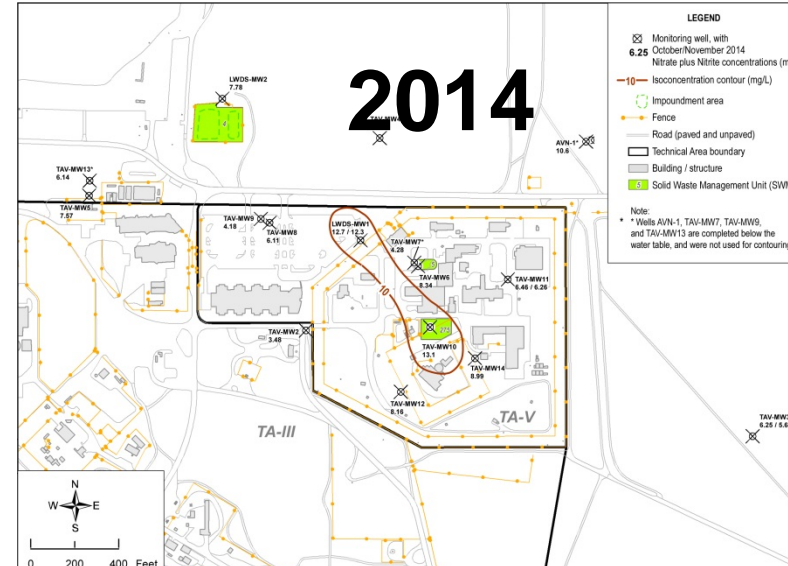 2014
LEGEND
Monitoring well, with
6.25 October/November 2014
Nitrate plus Nitrite concentrations (m
10 Isoconcentration contour (mg/L)
Impoundment area
Fence
Road (paved and unpaved)
Technical Area boundary
Building / structure
5 Solid Waste Management Unit (SWM
Note:
* * Wells AVN-1, TAV-MW7, TAV-MW9,
and TAV-MW13 are completed below the
water table, and were not used for contouring
LWDS-MW2
7.78
4
AVN-1*
10.6
TAV-MW13*
6.14
TAV-MW5
7.57
TAV-MW9
4.18
TAV-MW8
6.11
LWDS-MW1
12.7 / 12.3
TAV-MW7*
4.28
5
TAV-MW6
8.34
TAV-MW11
6.46 / 6.26
10
275
TAV-MW2
3.48
TAV-MW10
13.1
TAV-MW14
8.99
TAV-MW12
8.16
TA-III
TA-V
TAV-MW3
6.25 / 5.6
N
W E
S
0 200 400 Feet